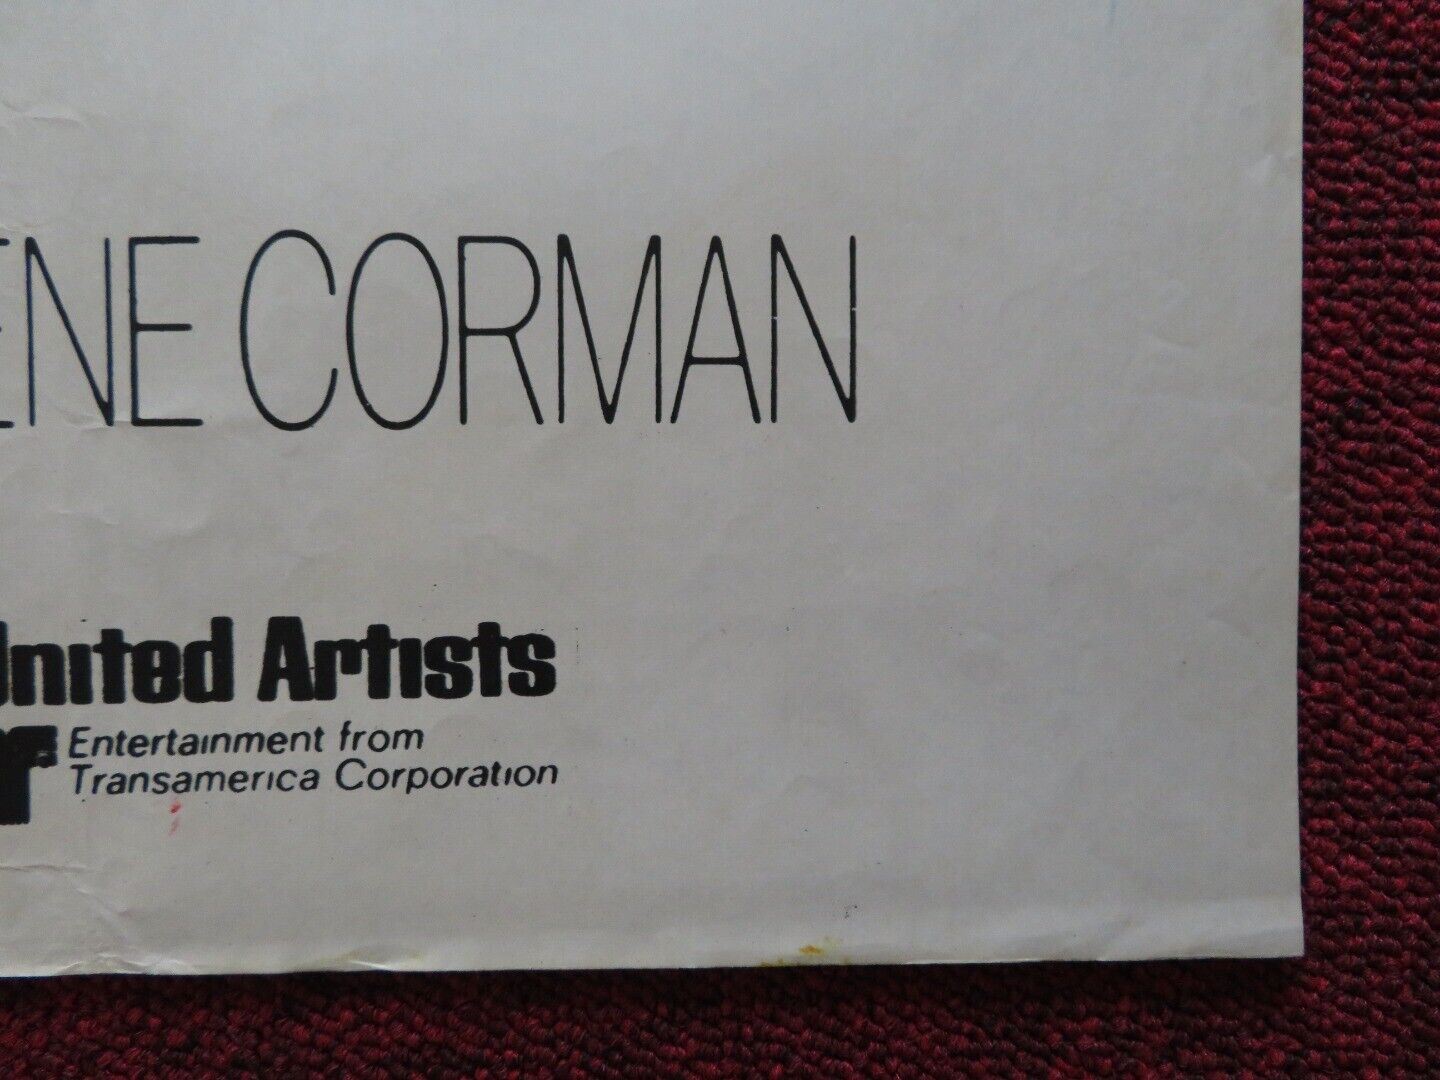 ENE CORMAN
United Artists
Entertainment from
Transamerica Corporation